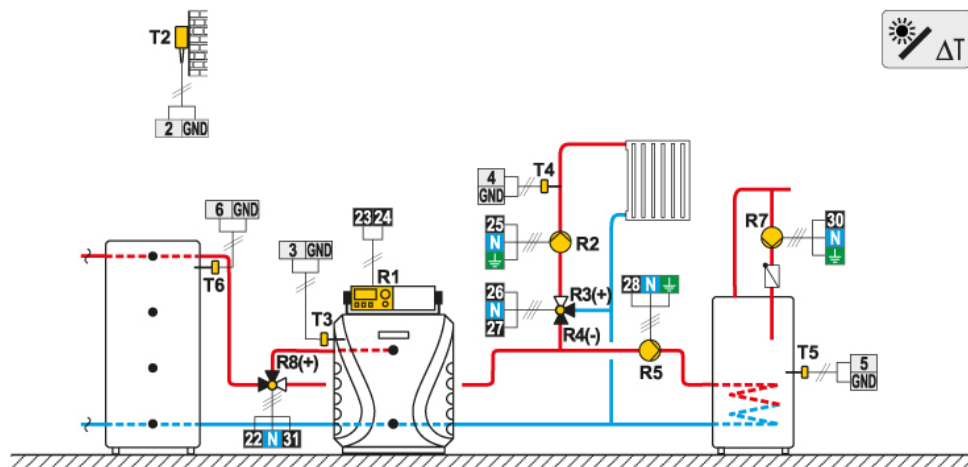 T2
ΔT
2 GND
T4
4
GND
6 GND
23 24
25
N
R2
R7
30
N
3 GND
R1
28 N
T6
26
N
27
R3(+)
T3
R4(-)
R8(+)
R5
T5
5
GND
22 N 31